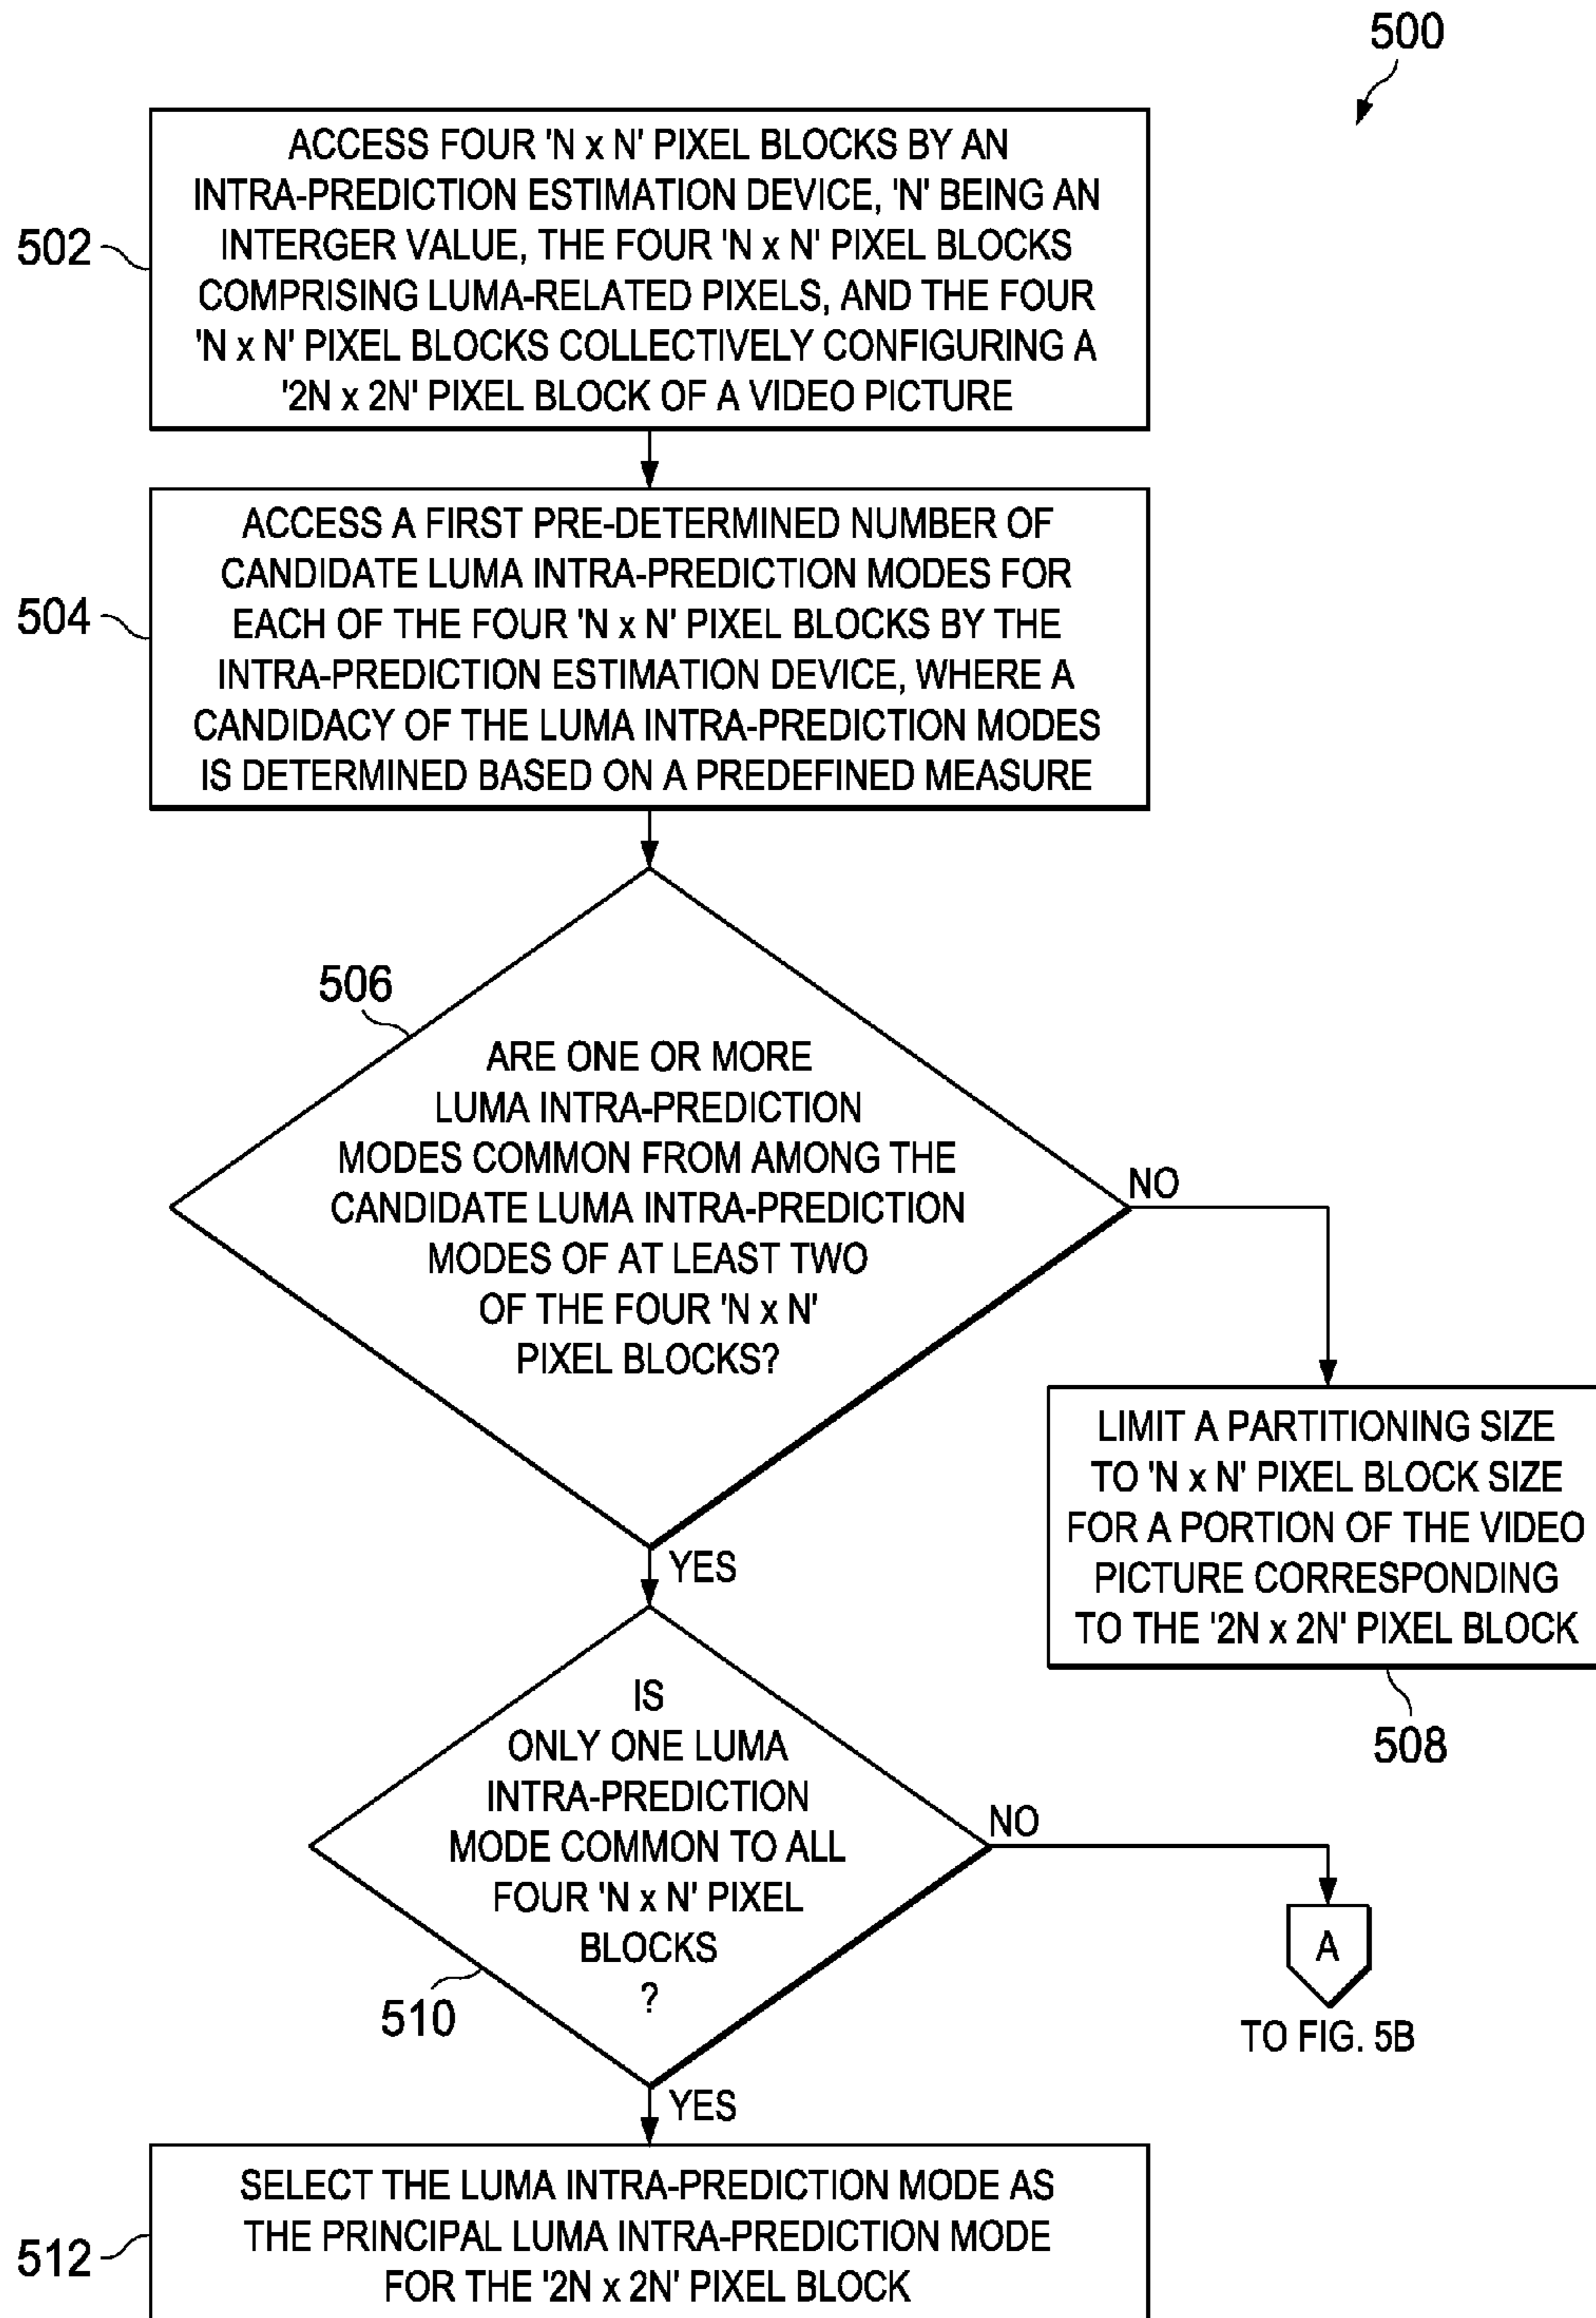 500
ACCESS FOUR 'N x N' PIXEL BLOCKS BY AN
INTRA-PREDICTION ESTIMATION DEVICE, 'N' BEING AN
INTERGER VALUE, THE FOUR 'N x N' PIXEL BLOCKS
COMPRISING LUMA-RELATED PIXELS, AND THE FOUR
'N x N' PIXEL BLOCKS COLLECTIVELY CONFIGURING A
'2N x 2N' PIXEL BLOCK OF A VIDEO PICTURE
502
ACCESS A FIRST PRE-DETERMINED NUMBER OF
CANDIDATE LUMA INTRA-PREDICTION MODES FOR
EACH OF THE FOUR 'N x N' PIXEL BLOCKS BY THE
INTRA-PREDICTION ESTIMATION DEVICE, WHERE A
CANDIDACY OF THE LUMA INTRA-PREDICTION MODES
IS DETERMINED BASED ON A PREDEFINED MEASURE
504
506
ARE ONE OR MORE
LUMA INTRA-PREDICTION
MODES COMMON FROM AMONG THE
CANDIDATE LUMA INTRA-PREDICTION
MODES OF AT LEAST TWO
OF THE FOUR 'N x N'
PIXEL BLOCKS?
NO
LIMIT A PARTITIONING SIZE
TO 'N x N' PIXEL BLOCK SIZE
FOR A PORTION OF THE VIDEO
PICTURE CORRESPONDING
TO THE '2N x 2N' PIXEL BLOCK
508
YES
IS
ONLY ONE LUMA
INTRA-PREDICTION
MODE COMMON TO ALL
FOUR 'N x N' PIXEL
BLOCKS
?
510
NO
A
TO FIG. 5B
YES
SELECT THE LUMA INTRA-PREDICTION MODE AS
THE PRINCIPAL LUMA INTRA-PREDICTION MODE
FOR THE '2N x 2N' PIXEL BLOCK
512